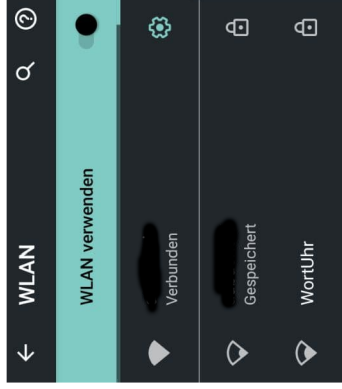 WLAN
WLAN verwenden
Verbunden
Gespeichert
WortUhr